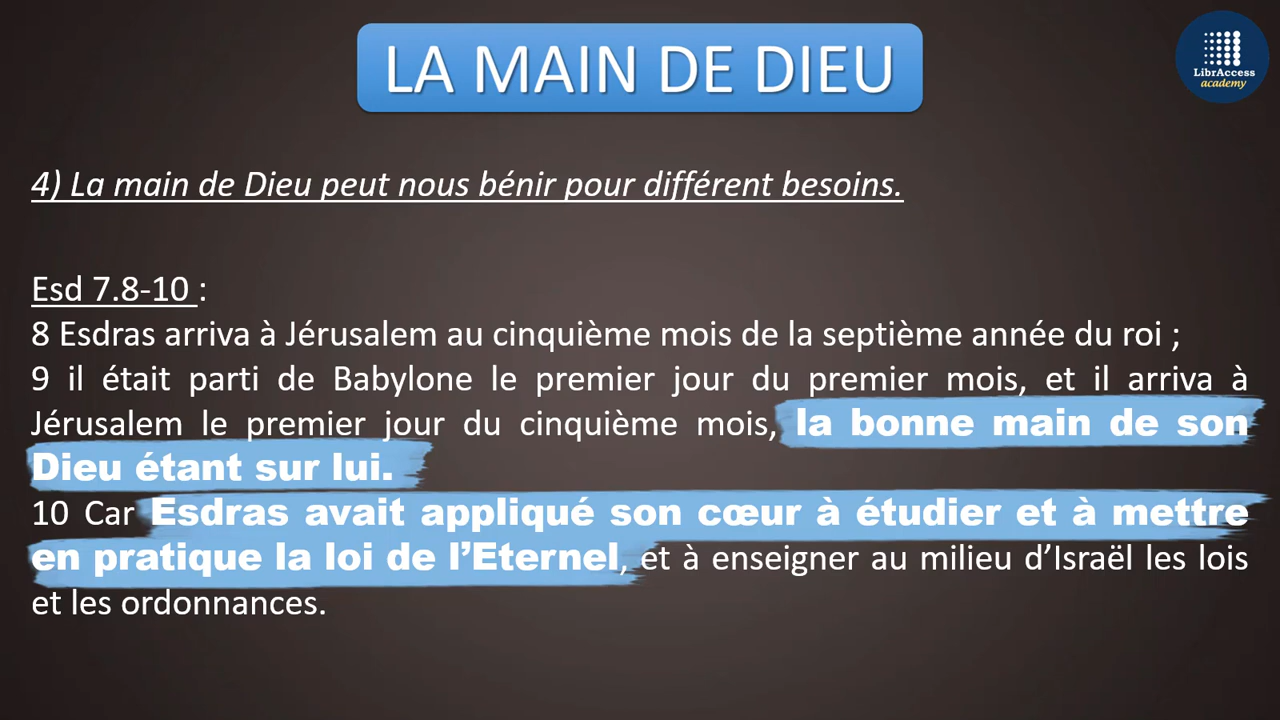 LA MAIN DE DIEU
LibrAccess
academy
4) La main de Dieu peut nous bénir pour différent besoins.
Esd 7.8-10 :
8 Esdras arriva à Jérusalem au cinquième mois de la septième année du roi ;
9 il était parti de Babylone le premier jour du premier mois, et il arriva à
Jérusalem le premier jour du cinquième mois, la bonne main de son
Dieu étant sur lui.
10 Car Esdras avait appliqué son cœur à étudier et à mettre
en pratique la loi de l’Eternel, et à enseigner au milieu d’Israël les lois
et les ordonnances.